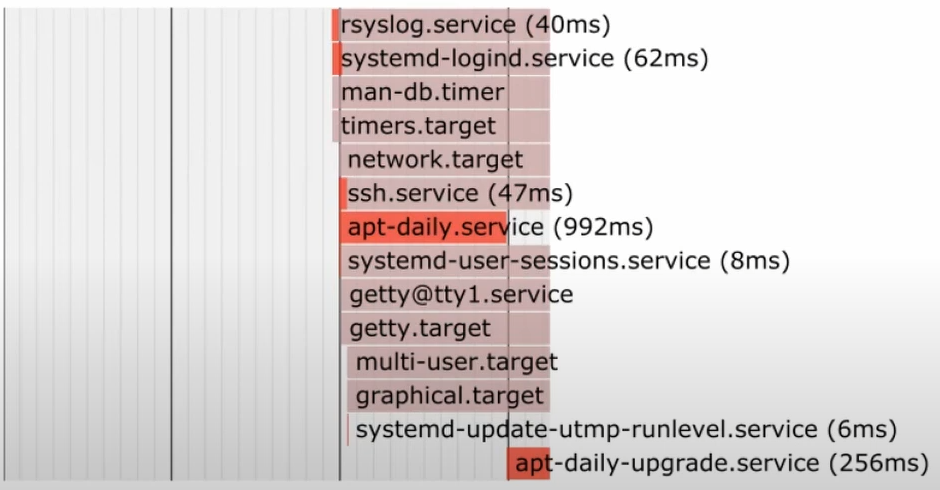 rsyslog.service (40ms)
systemd-logind.service (62ms)
man-db.timer
timers.target
network.target
ssh.service (47ms)
apt-daily.service (992ms)
systemd-user-sessions.service (8ms)
getty@tty1.service
getty.target
multi-user.target
graphical.target
systemd-update-utmp-runlevel.service (6ms)
apt-daily-upgrade.service (256ms)